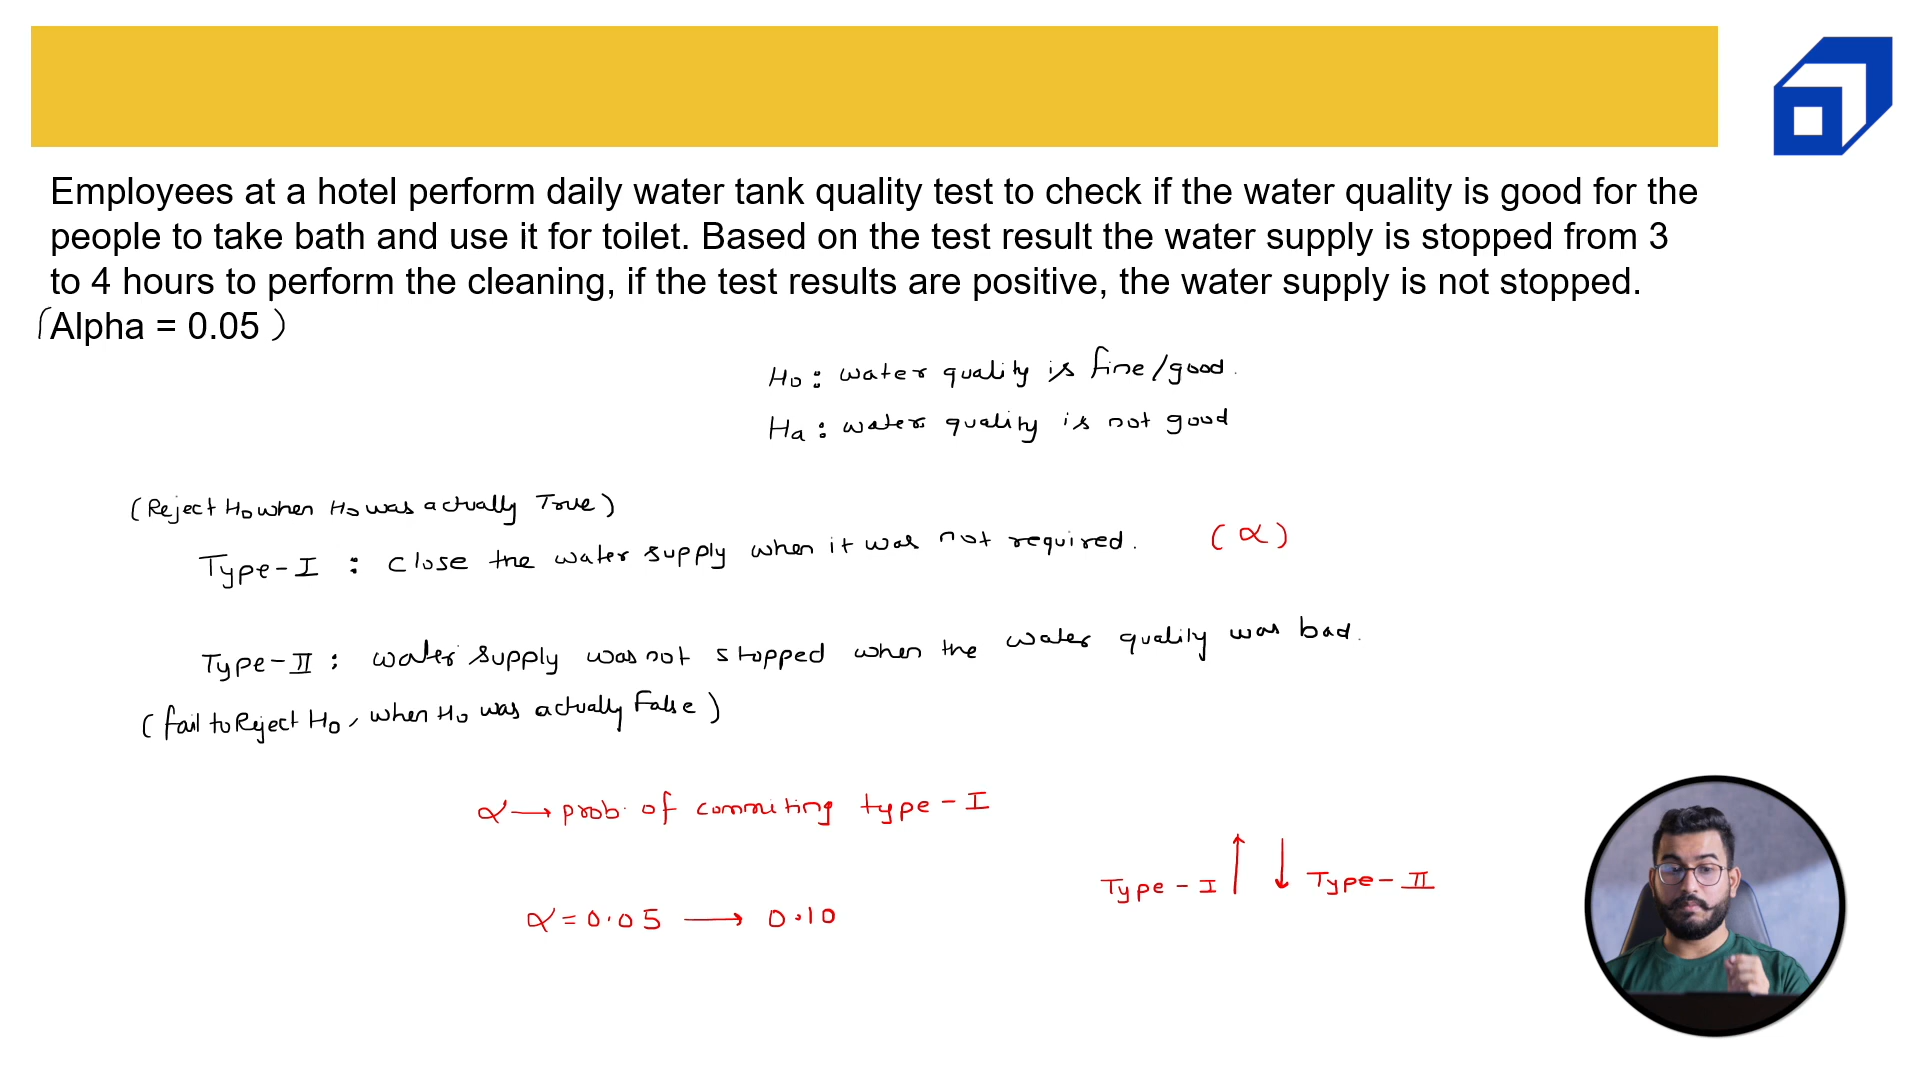 Employees at a hotel perform daily water tank quality test to check if the water quality is good for the
people to take bath and use it for toilet. Based on the test result the water supply is stopped from 3
to 4 hours to perform the cleaning, if the test results are positive, the water supply is not stopped.
(Alpha = 0.05)
H0 : water quality is fine/good.
Ha : water quality is not good
(Reject H0 when H0 was actually True)
Type-I : close the water supply when it was not required. (α)
Type-II : water supply was not stopped when the water quality was bad.
(fail to Reject H0, when H0 was actually False)
α → prob. of commiting type-I
Type-I ↑ ↓ Type-II
α = 0.05 → 0.10